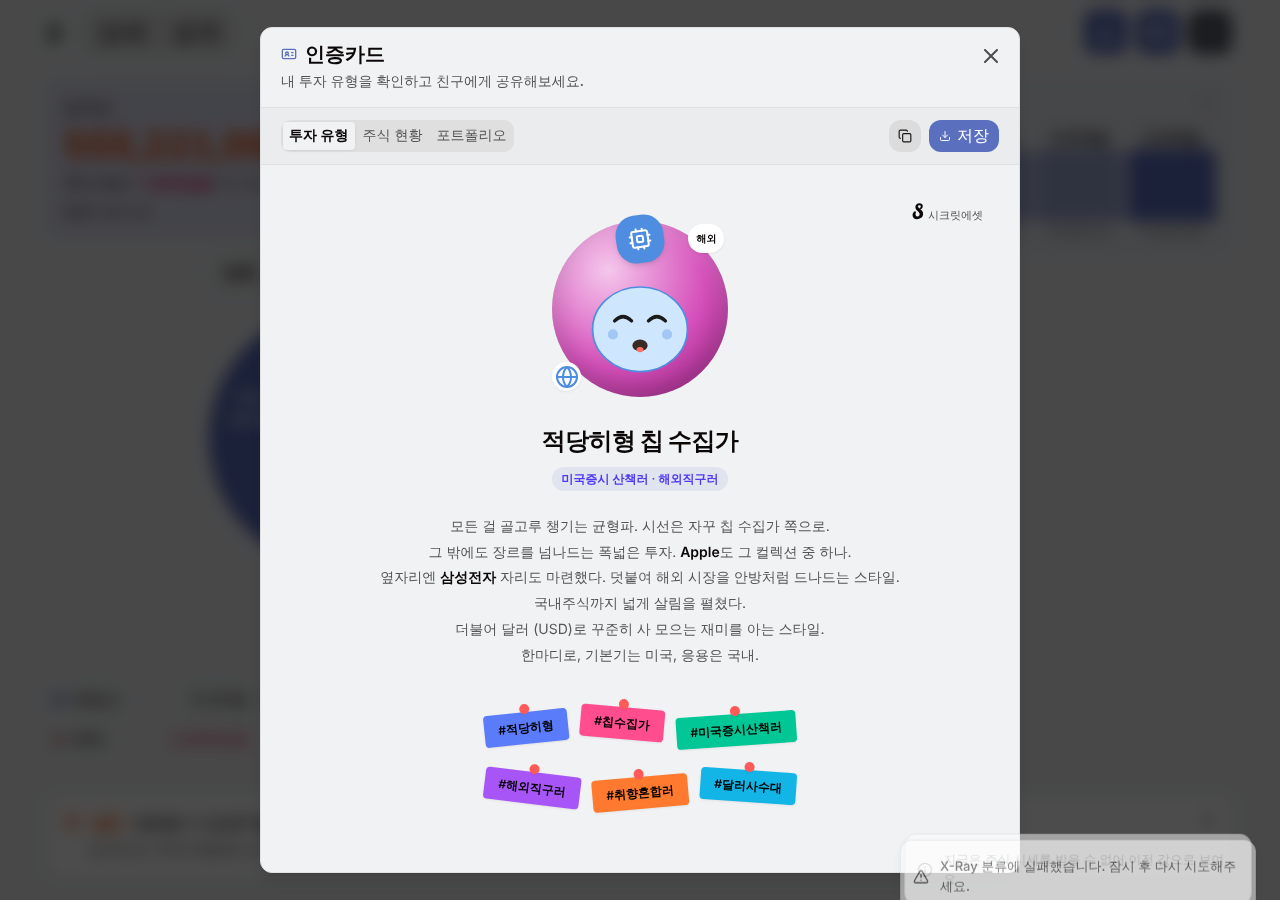 인증카드
내 투자 유형을 확인하고 친구에게 공유해보세요.
투자 유형 주식 현황 포트폴리오
저장
시크릿에셋
해외
적당히형 칩 수집가
미국증시 산책러 · 해외직구러
모든 걸 골고루 챙기는 균형파. 시선은 자꾸 칩 수집가 쪽으로.
그 밖에도 장르를 넘나드는 폭넓은 투자. Apple도 그 컬렉션 중 하나.
옆자리엔 삼성전자 자리도 마련했다. 덧붙여 해외 시장을 안방처럼 드나드는 스타일.
국내주식까지 넓게 살림을 펼쳤다.
더불어 달러 (USD)로 꾸준히 사 모으는 재미를 아는 스타일.
한마디로, 기본기는 미국, 응용은 국내.
#적당히형 #칩수집가 #미국증시산책러
#해외직구러 #취향혼합러 #달러사수대
X-Ray 분류에 실패했습니다. 잠시 후 다시 시도해주
세요.